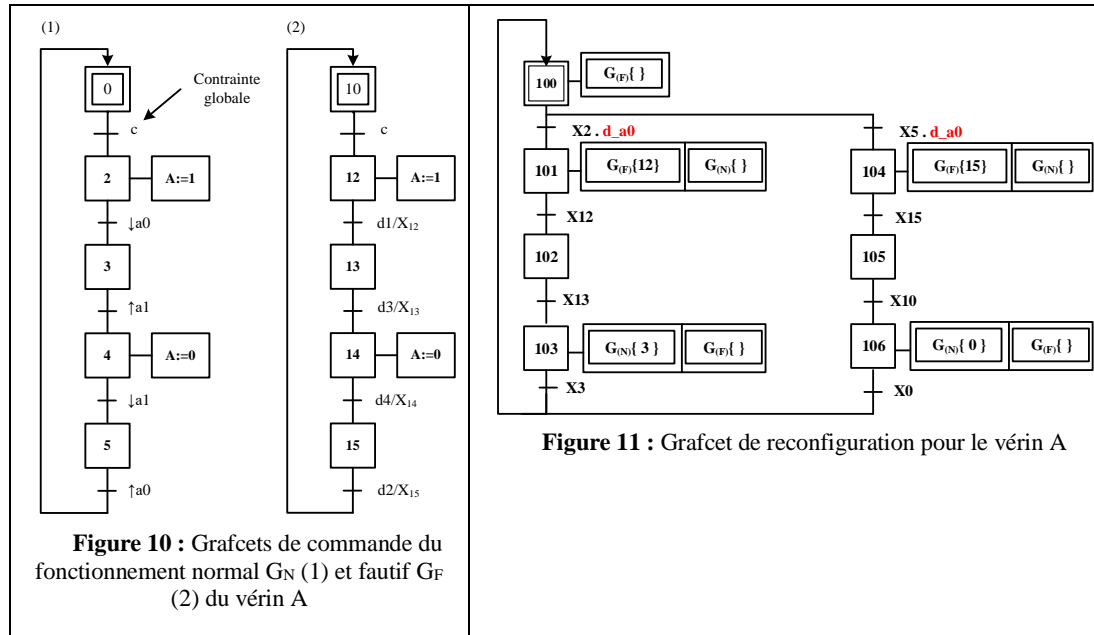 (1)
(2)
0
Contrainte
globale
10
c
c
2
A:=1
12
A:=1
↓a0
d1/X12
3
13
↑a1
d3/X13
4
A:=0
14
A:=0
↓a1
d4/X14
5
15
↑a0
d2/X15
Figure 10 : Grafcets de commande du
fonctionnement normal GN (1) et fautif GF
(2) du vérin A
100
G(F){ }
X2 . d_a0
X5 . d_a0
101
G(F){12}
G(N){ }
104
G(F){15}
G(N){ }
X12
X15
102
105
X13
X10
103
G(N){ 3 }
G(F){ }
106
G(N){ 0 }
G(F){ }
X3
X0
Figure 11 : Grafcet de reconfiguration pour le vérin A